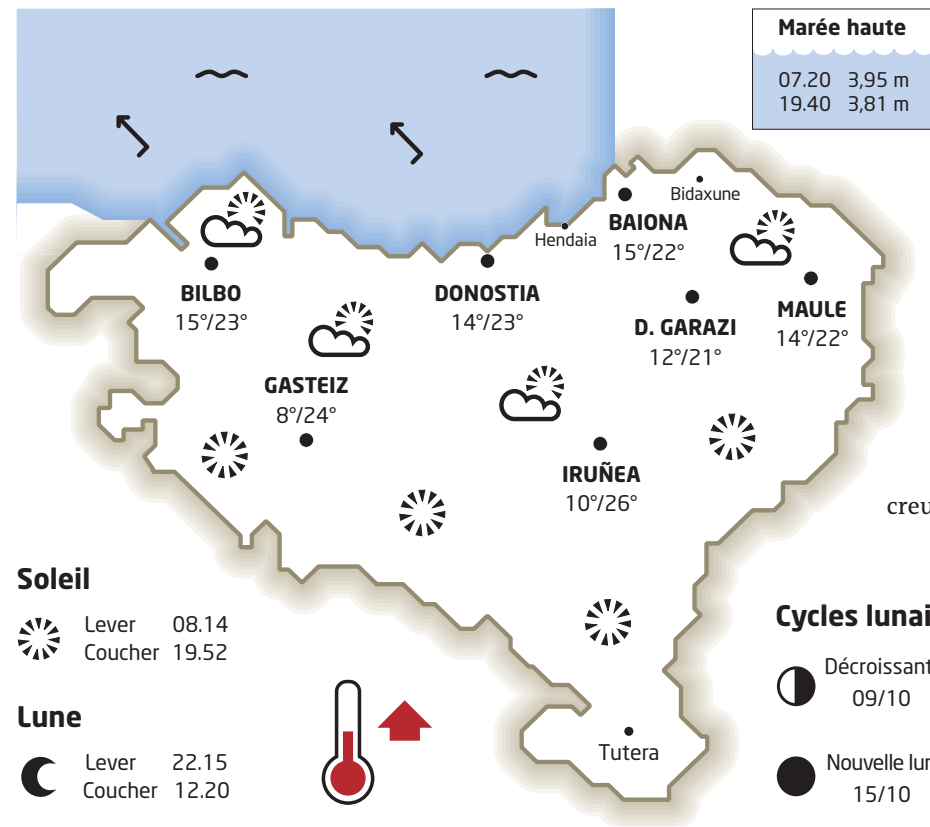 Marée haute
07.20 3,95 m
19.40 3,81 m
Bidaxune
BAIONA
15°/22°
Hendaia
BILBO
15°/23°
DONOSTIA
14°/23°
D. GARAZI
12°/21°
MAULE
14°/22°
GASTEIZ
8°/24°
IRUÑEA
10°/26°
creu
Soleil
Lever 08.14
Coucher 19.52
Lune
Lever 22.15
Coucher 12.20
Tutera
Cycles lunai
Décroissant
09/10
Nouvelle lun
15/10